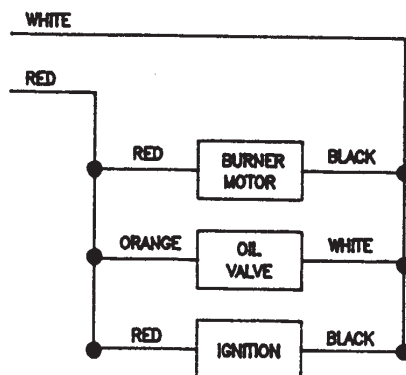 WHITE
RED
RED
BURNER
MOTOR
BLACK
ORANGE
OIL
VALVE
WHITE
RED
IGNITION
BLACK